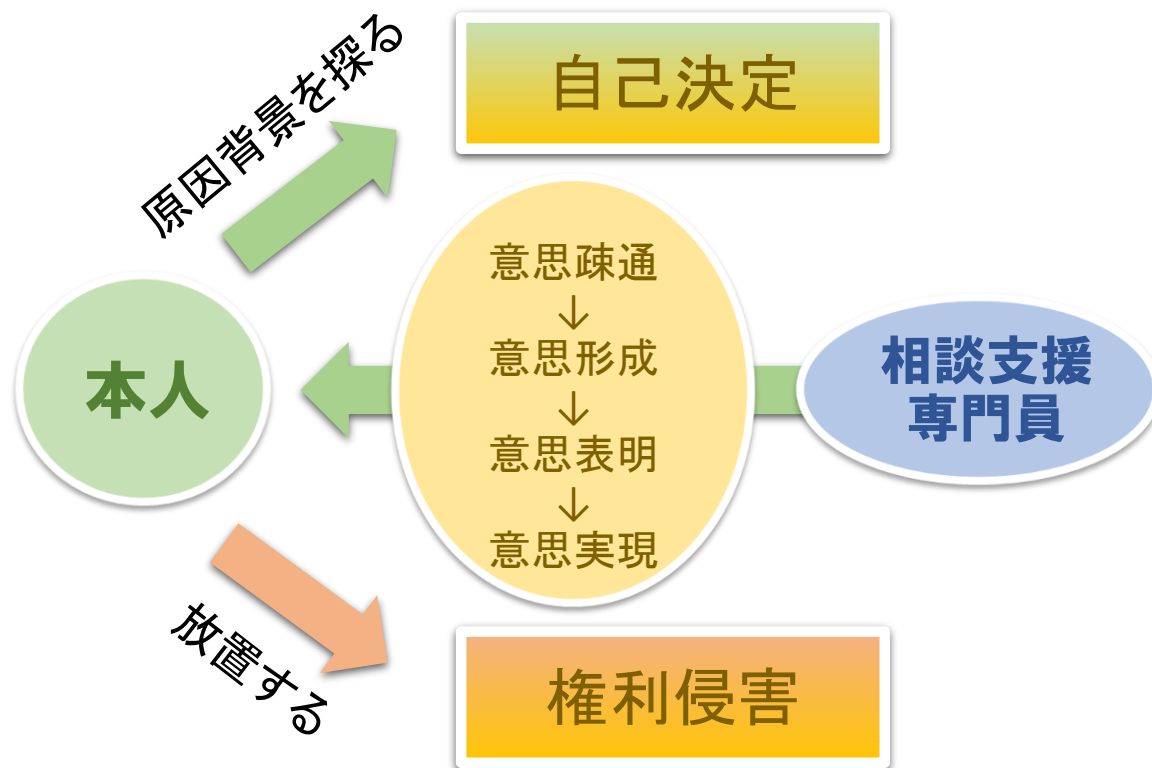 原因背景を探る
自己決定
意思疎通
↓
意思形成
↓
意思表明
↓
意思実現
本人
相談支援
専門員
放置する
権利侵害